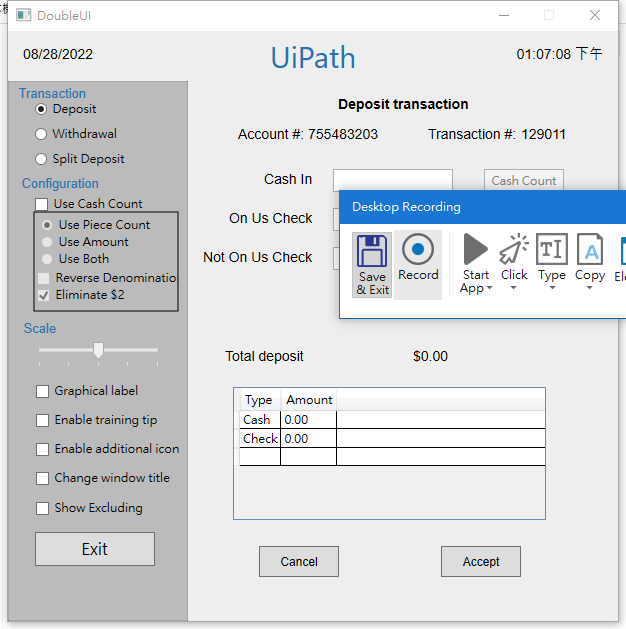 DoubleUI
08/28/2022
UiPath
01:07:08 下午
Transaction
Deposit
Withdrawal
Split Deposit
Configuration
Use Cash Count
Use Piece Count
Use Amount
Use Both
Reverse Denominatio
Eliminate $2
Scale
Graphical label
Enable training tip
Enable additional icon
Change window title
Show Excluding
Exit
Deposit transaction
Account #: 755483203 Transaction #: 129011
Cash In
Cash Count
On Us Check
Not On Us Check
Desktop Recording
Save & Exit
Record
Start App
Click
Type
Copy
Total deposit $0.00
Type Amount
Cash 0.00
Check 0.00
Cancel
Accept